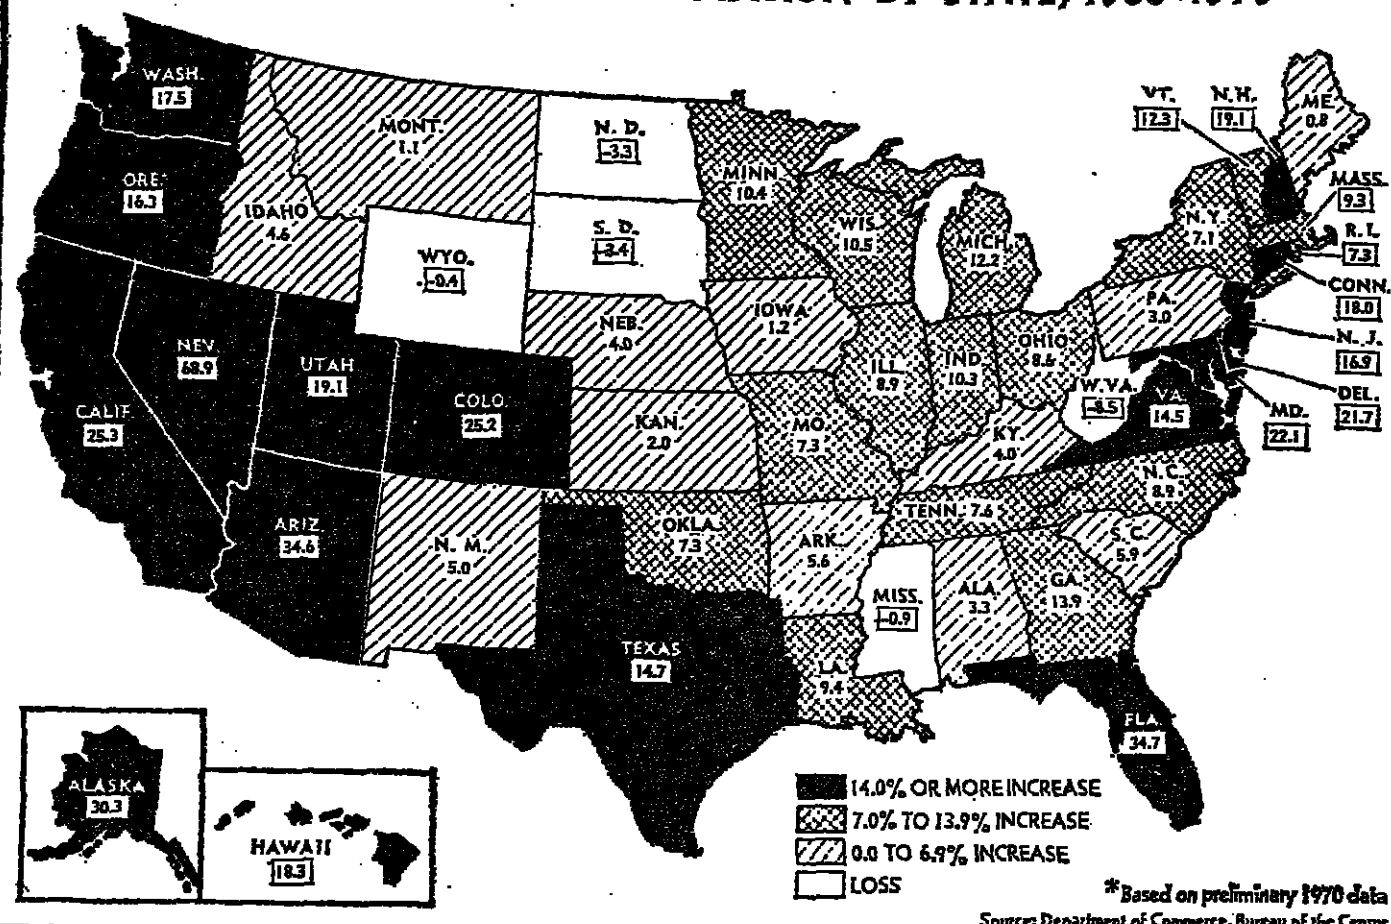 WASH.
17.5
ORE.
16.3
CALIF.
25.3
NEV.
68.9
IDAHO
4.6
MONT.
1.1
WYO.
-0.4
UTAH
19.1
COLO.
25.2
ARIZ.
34.6
N. M.
5.0
N. D.
-3.3
S. D.
-3.4
NEB.
4.0
KAN.
2.0
OKLA.
7.3
TEXAS
14.7
MINN.
10.4
IOWA
1.2
MO.
7.3
ARK.
5.6
LA.
9.4
WIS.
10.5
ILL.
8.9
MICH.
12.2
IND.
10.3
OHIO
8.6
KY.
4.0
TENN. 7.6
MISS.
-0.9
ALA.
3.3
GA.
13.9
FLA.
34.7
S. C.
5.9
N. C.
8.9
VA.
14.5
W.VA.
-8.5
PA.
3.0
N.Y.
7.1
VT.
12.3
N.H.
19.1
ME.
0.8
MASS.
9.3
R. I.
7.3
CONN.
18.0
N. J.
16.9
DEL.
21.7
MD.
22.1
ALASKA
30.3
HAWAII
18.3
14.0% OR MORE INCREASE
7.0% TO 13.9% INCREASE
0.0 TO 6.9% INCREASE
LOSS
*Based on preliminary 1970 data
Source: Department of Commerce, Bureau of the Census